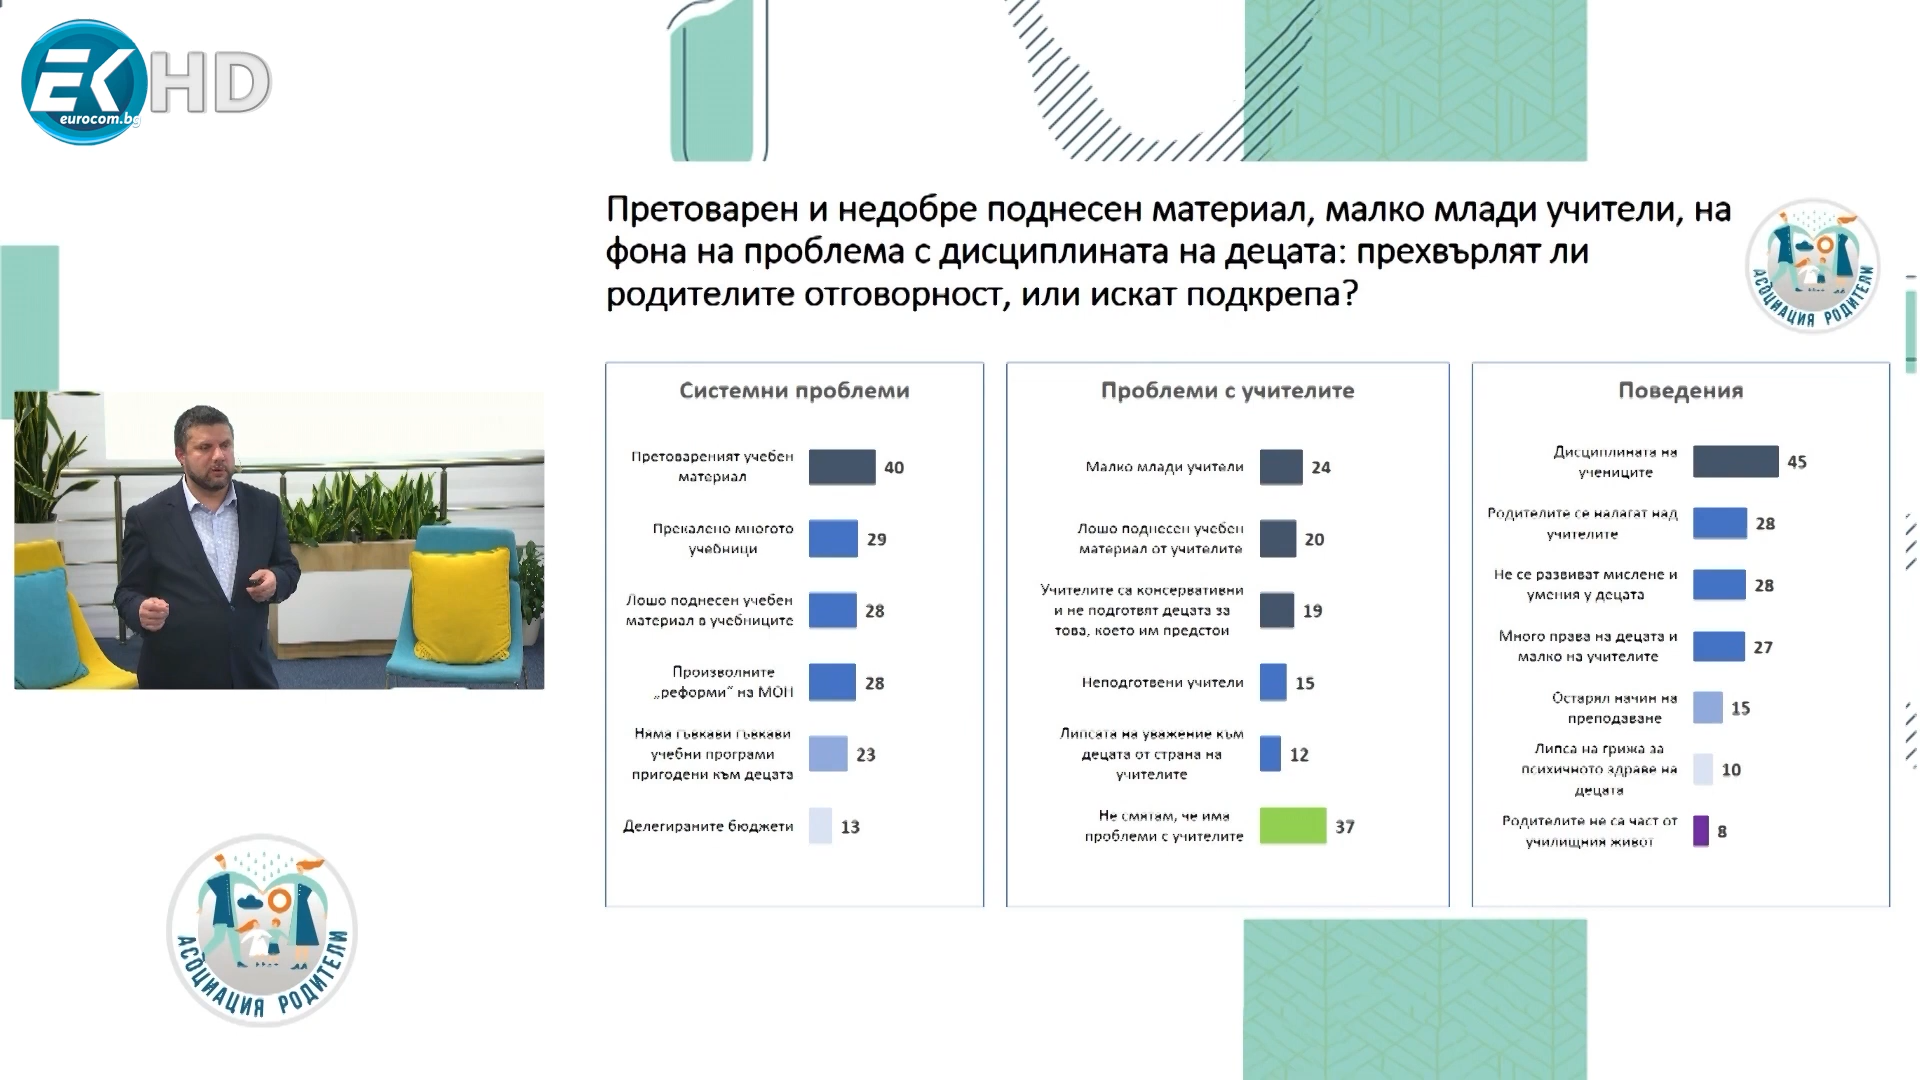 EK HD
eurocom.bg
Претоварен и недобре поднесен материал, малко млади учители, на
фона на проблема с дисциплината на децата: прехвърлят ли
родителите отговорност, или искат подкрепа?
АСОЦИАЦИЯ РОДИТЕЛИ
Системни проблеми
Претовареният учебен
материал
40
Прекалено многото
учебници
29
Лошо поднесен учебен
материал в учебниците
28
Произволните
„реформи“ на МОН
28
Няма гъвкави гъвкави
учебни програми
пригодени към децата
23
Делегираните бюджети
13
Проблеми с учителите
Малко млади учители
24
Лошо поднесен учебен
материал от учителите
20
Учителите са консервативни
и не подготвят децата за
това, което им предстои
19
Неподготвени учители
15
Липсата на уважение към
децата от страна на
учителите
12
Не смятам, че има
проблеми с учителите
37
Поведения
Дисциплината на
учениците
45
Родителите се налагат над
учителите
28
Не се развиват мислене и
умения у децата
28
Много права на децата и
малко на учителите
27
Остарял начин на
преподаване
15
Липса на грижа за
психичното здраве на
децата
10
Родителите не са част от
училищния живот
8
АСОЦИАЦИЯ РОДИТЕЛИ